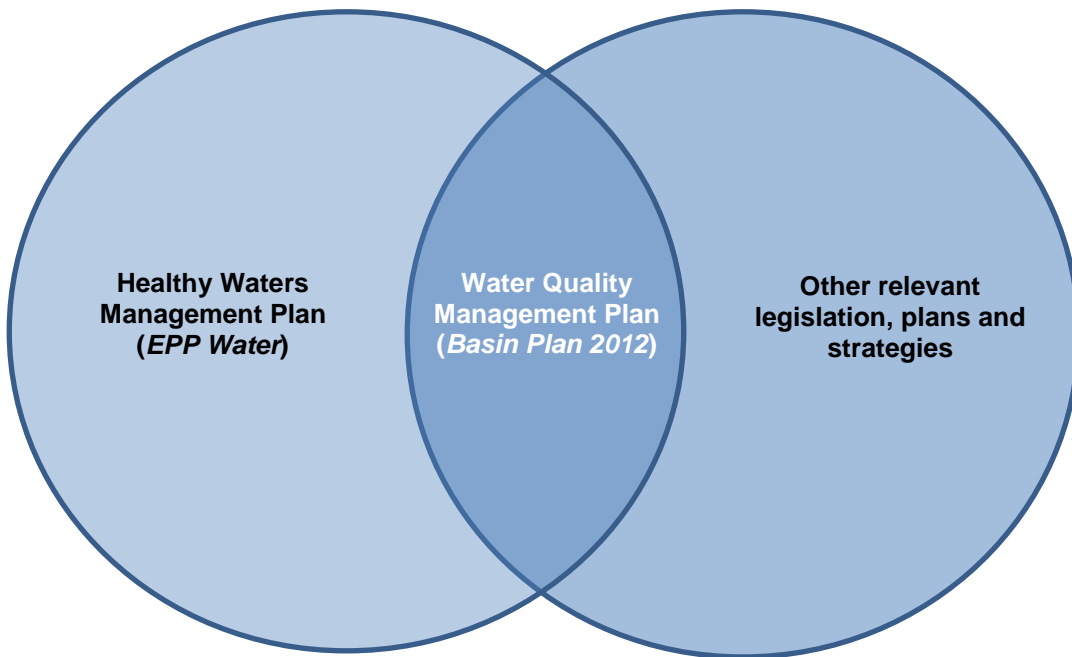 Healthy Waters
Management Plan
(EPP Water)
Water Quality
Management Plan
(Basin Plan 2012)
Other relevant
legislation, plans and
strategies